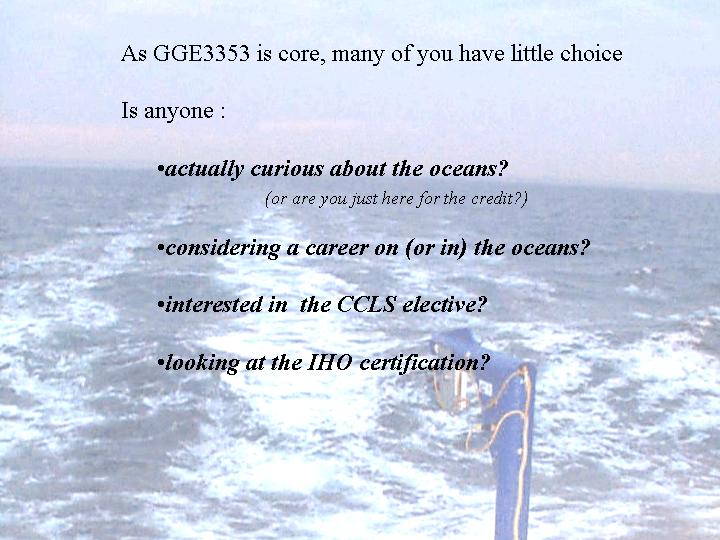 As GGE3353 is core, many of you have little choice
Is anyone :
•actually curious about the oceans?
(or are you just here for the credit?)
•considering a career on (or in) the oceans?
•interested in  the CCLS elective?
•looking at the IHO certification?